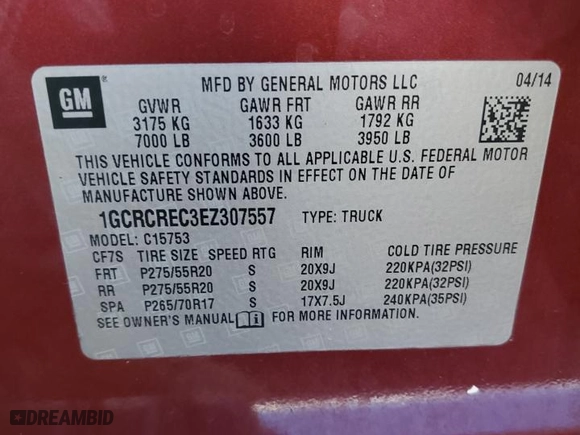 GM
MFD BY GENERAL MOTORS LLC 04/14
GVWR GAWR FRT GAWR RR
3175 KG 1633 KG 1792 KG
7000 LB 3600 LB 3950 LB
THIS VEHICLE CONFORMS TO ALL APPLICABLE U.S. FEDERAL MOTOR
VEHICLE SAFETY STANDARDS IN EFFECT ON THE DATE OF
MANUFACTURE SHOWN ABOVE.
1GCRCREC3EZ307557 TYPE: TRUCK
MODEL: C15753
CF7S TIRE SIZE SPEED RTG RIM COLD TIRE PRESSURE
FRT P275/55R20 S 20X9J 220KPA(32PSI)
RR P275/55R20 S 20X9J 220KPA(32PSI)
SPA P265/70R17 S 17X7.5J 240KPA(35PSI)
SEE OWNER'S MANUAL FOR MORE INFORMATION.
DREAMBID